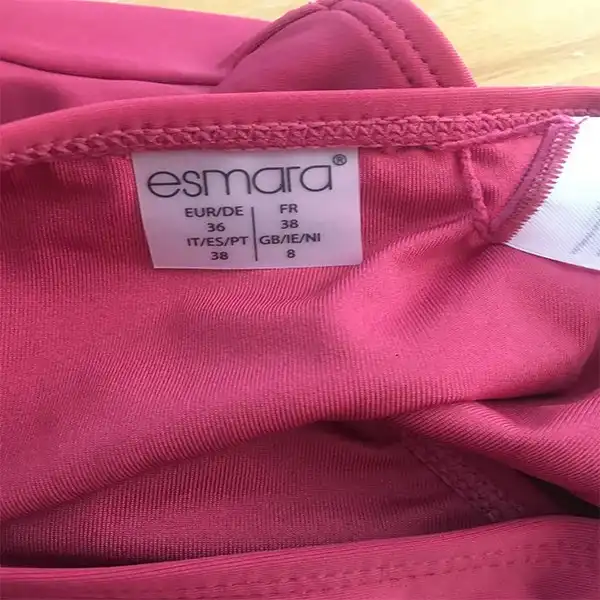 esmara®
EUR/DE FR
36 38
IT/ES/PT GB/IE/NI
38 8